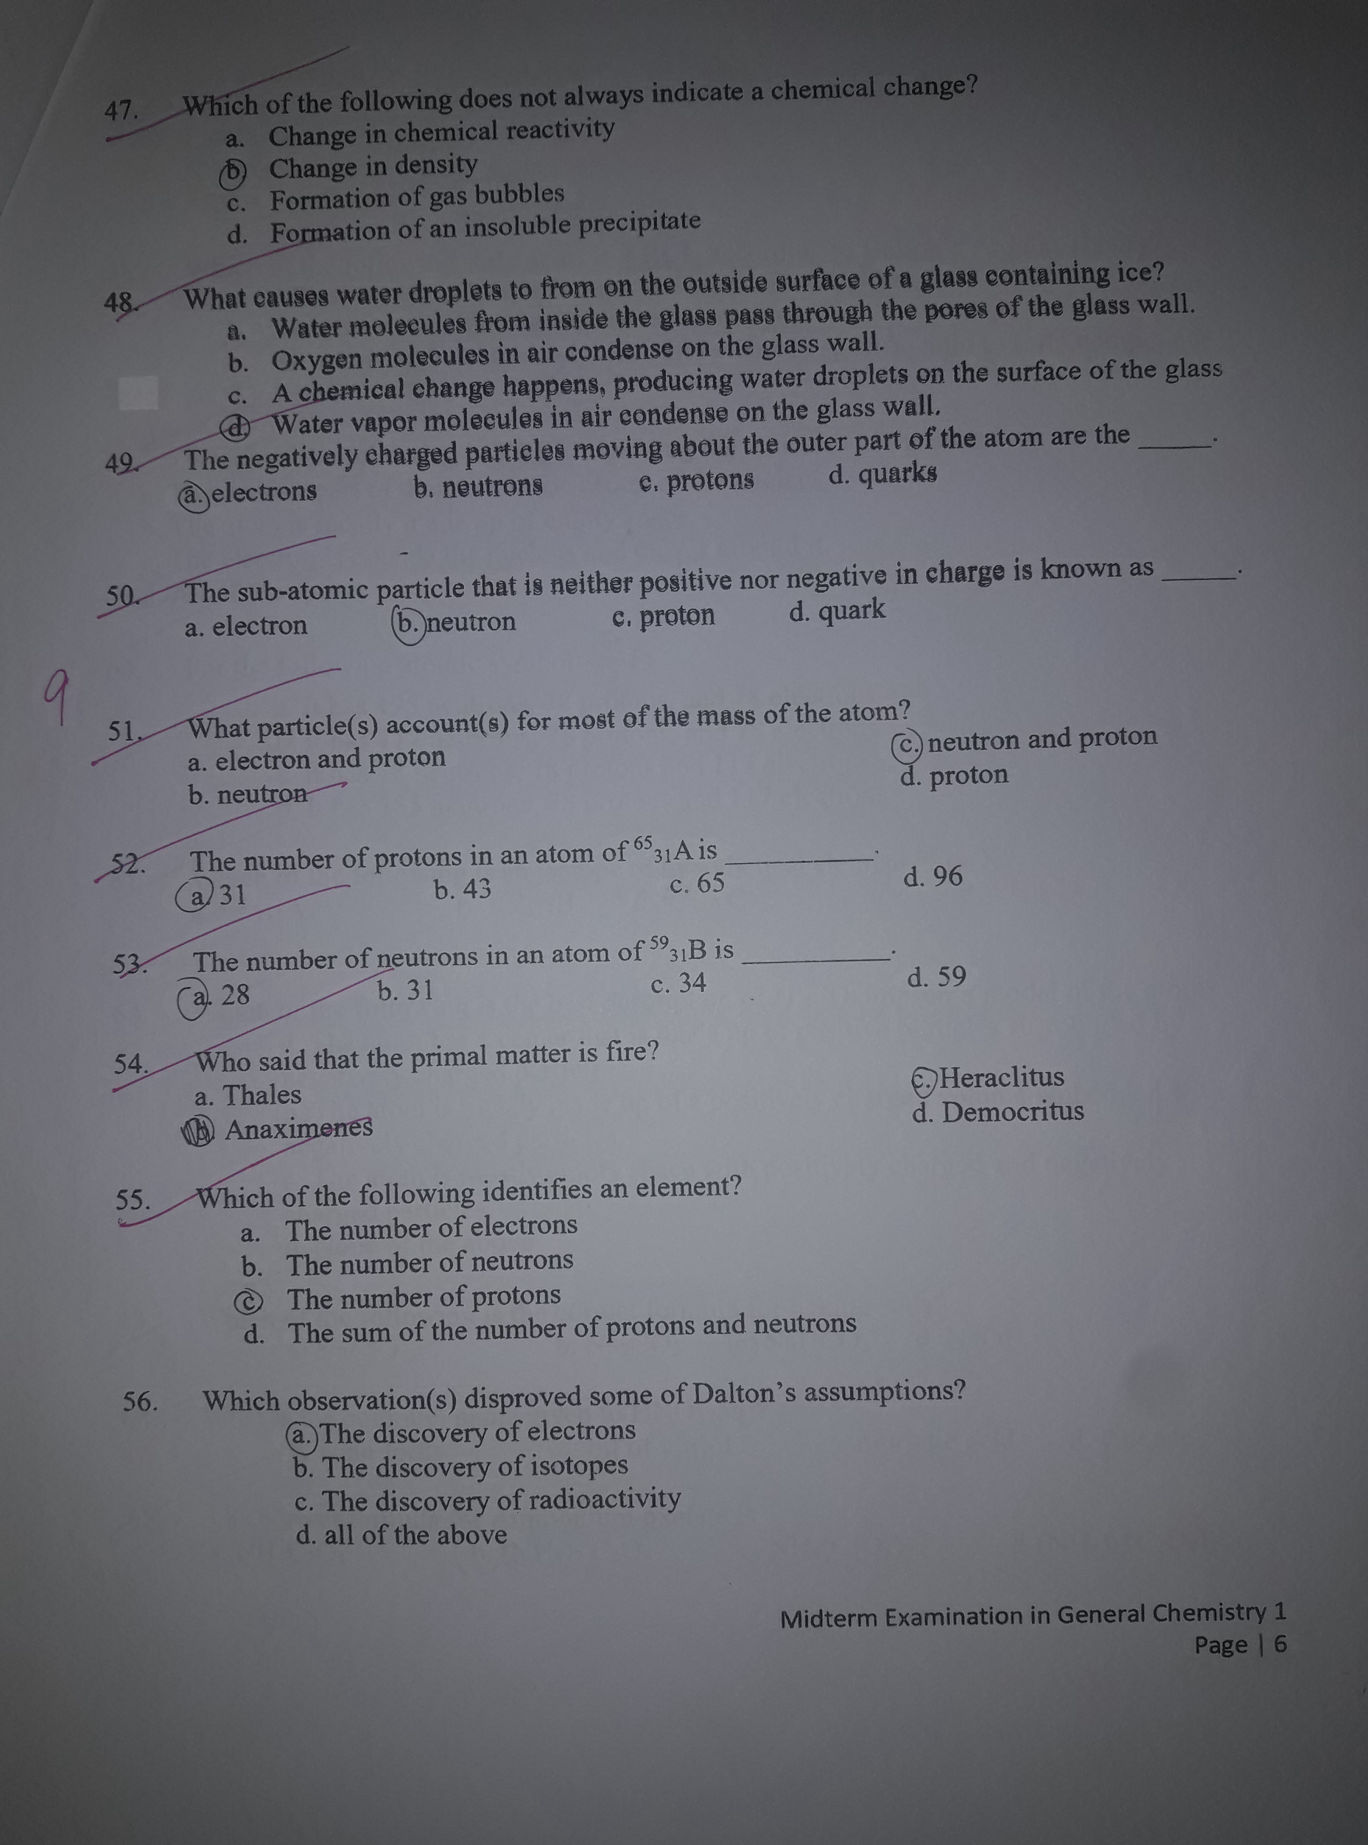 47. Which of the following does not always indicate a chemical change?
a. Change in chemical reactivity
b Change in density
c. Formation of gas bubbles
d. Formation of an insoluble precipitate
48. What causes water droplets to from on the outside surface of a glass containing ice?
a. Water molecules from inside the glass pass through the pores of the glass wall.
b. Oxygen molecules in air condense on the glass wall.
c. A chemical change happens, producing water droplets on the surface of the glass
d. Water vapor molecules in air condense on the glass wall.
49. The negatively charged particles moving about the outer part of the atom are the _____.
a. electrons b. neutrons c. protons d. quarks
50. The sub-atomic particle that is neither positive nor negative in charge is known as _____.
a. electron b. neutron c. proton d. quark
9
51. What particle(s) account(s) for most of the mass of the atom?
a. electron and proton c. neutron and proton
b. neutron d. proton
52. The number of protons in an atom of ⁶⁵₃₁A is __________.
a. 31 b. 43 c. 65 d. 96
53. The number of neutrons in an atom of ⁵⁹₃₁B is __________.
a. 28 b. 31 c. 34 d. 59
54. Who said that the primal matter is fire?
a. Thales c. Heraclitus
b. Anaximenes d. Democritus
55. Which of the following identifies an element?
a. The number of electrons
b. The number of neutrons
c The number of protons
d. The sum of the number of protons and neutrons
56. Which observation(s) disproved some of Dalton's assumptions?
a. The discovery of electrons
b. The discovery of isotopes
c. The discovery of radioactivity
d. all of the above
Midterm Examination in General Chemistry 1
Page | 6